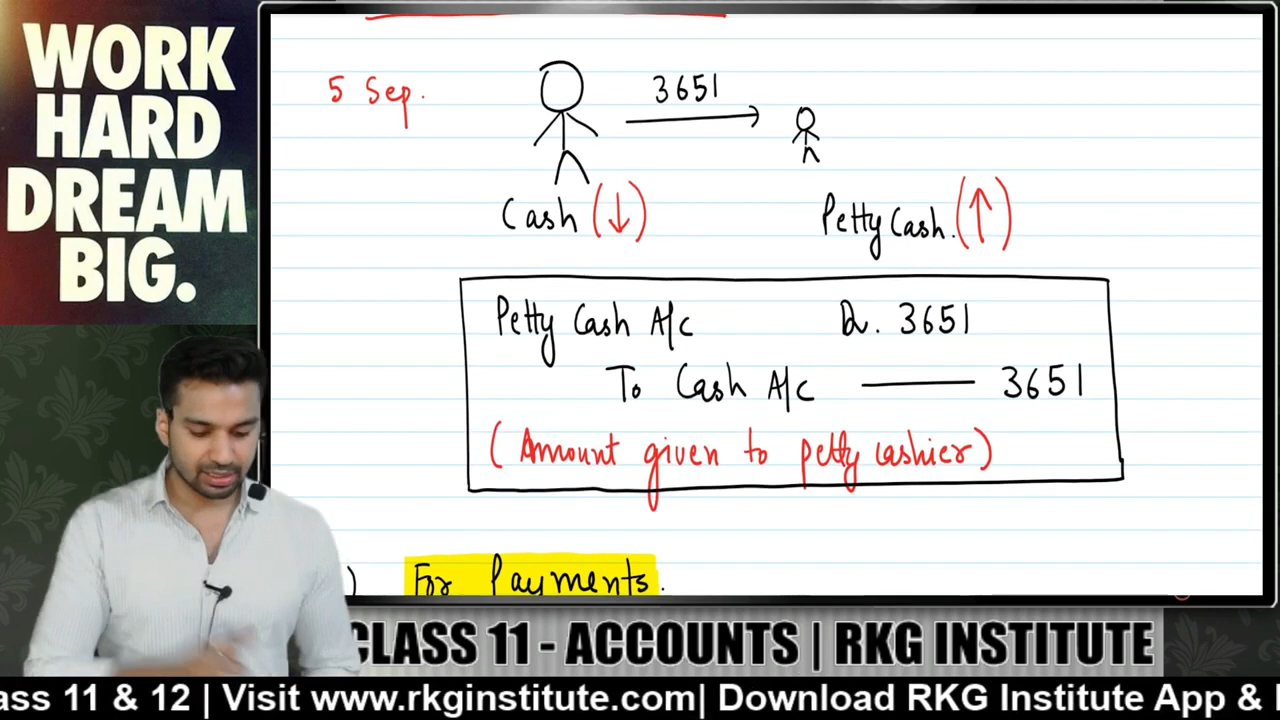 WORK
HARD
DREAM
BIG.
5 Sep.
3651
Cash (↓)
Petty Cash. (↑)
Petty Cash A/c Dr. 3651
To Cash A/c —— 3651
(Amount given to petty cashier)
) For Payments.
CLASS 11 - ACCOUNTS | RKG INSTITUTE
ass 11 & 12 | Visit www.rkginstitute.com| Download RKG Institute App &